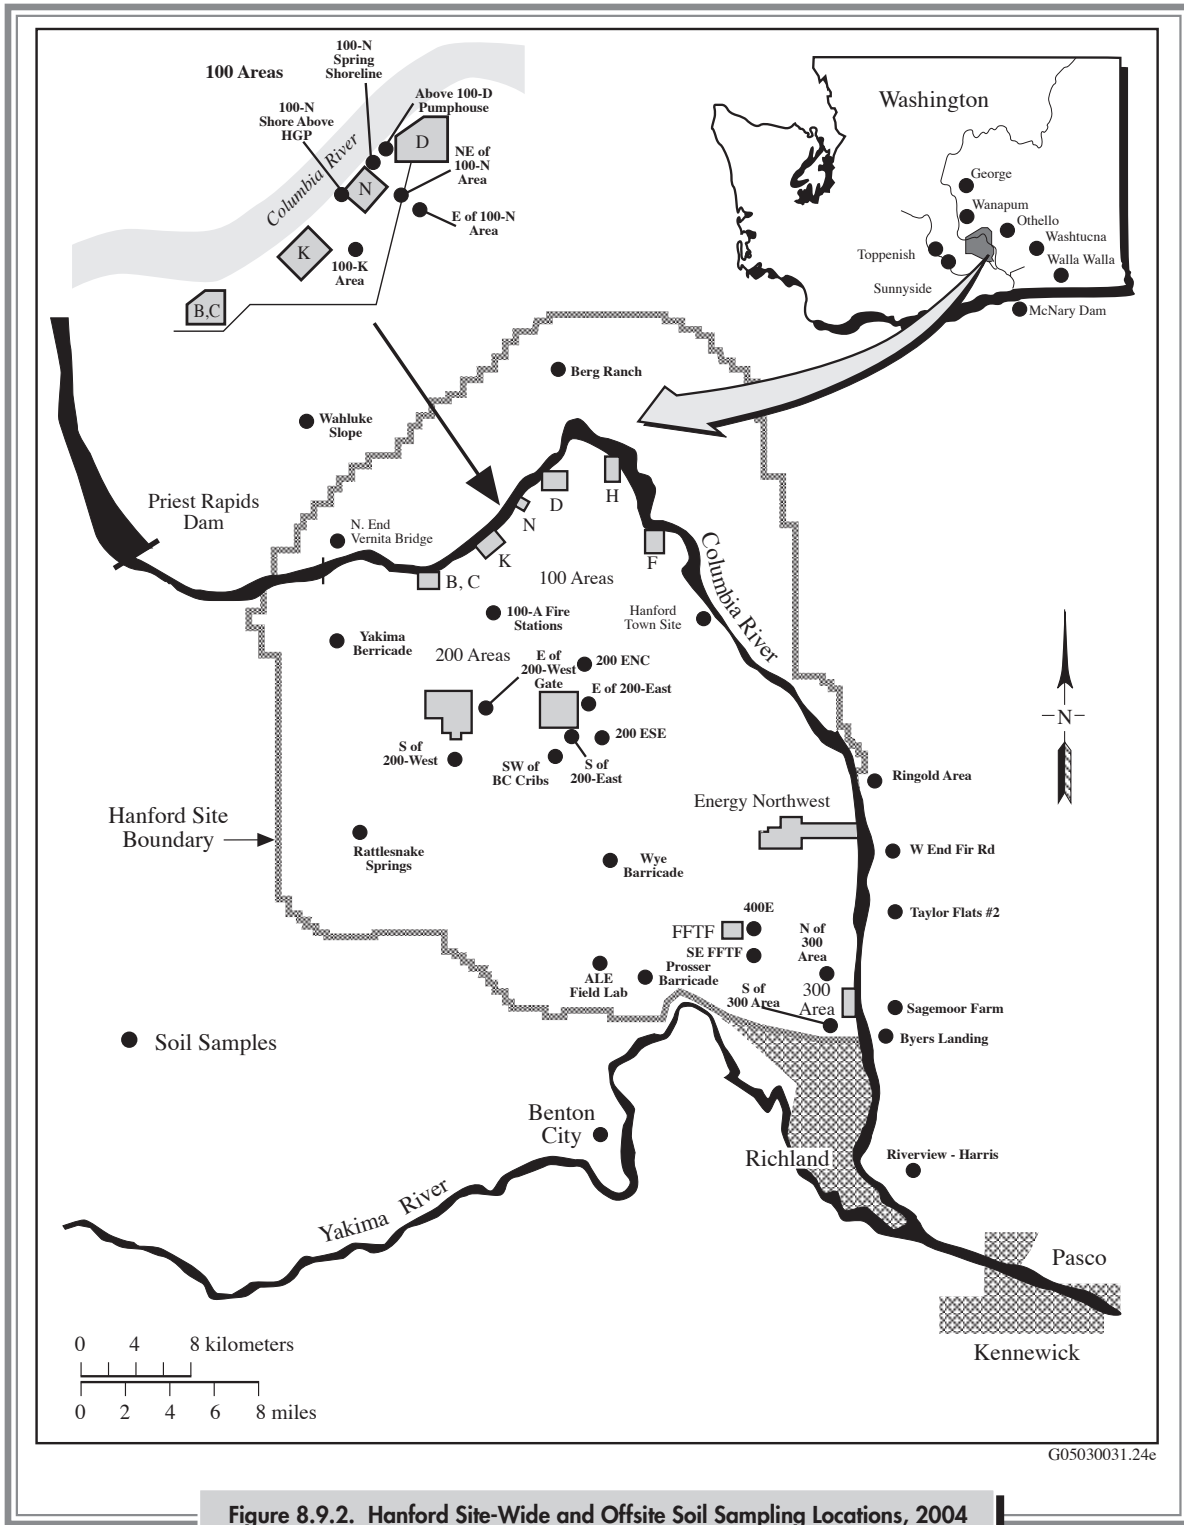 100 Areas
100-N
Spring
Shoreline
Above 100-D
Pumphouse
100-N
Shore Above
HGP
D
NE of
100-N
Area
Columbia River
N
E of 100-N
Area
K
100-K
Area
B,C
Washington
George
Wanapum
Othello
Washtucna
Toppenish
Walla Walla
Sunnyside
McNary Dam
Berg Ranch
Wahluke
Slope
Priest Rapids
Dam
N. End
Vernita Bridge
D
H
N
K
F
B, C
100 Areas
Columbia River
100-A Fire
Stations
Hanford
Town Site
Yakima
Berricade
200 Areas
E of
200-West
Gate
200 ENC
E of 200-East
200 ESE
S of
200-West
SW of
BC Cribs
S of
200-East
N
Ringold Area
Energy Northwest
Hanford Site
Boundary
Rattlesnake
Springs
Wye
Barricade
W End Fir Rd
400E
Taylor Flats #2
FFTF
SE FFTF
N of
300
Area
ALE
Field Lab
Prosser
Barricade
S of
300 Area
300
Area
Sagemoor Farm
Byers Landing
Soil Samples
Benton
City
Richland
Riverview - Harris
Yakima River
Pasco
Kennewick
0 4 8 kilometers
0 2 4 6 8 miles
G05030031.24e
Figure 8.9.2. Hanford Site-Wide and Offsite Soil Sampling Locations, 2004